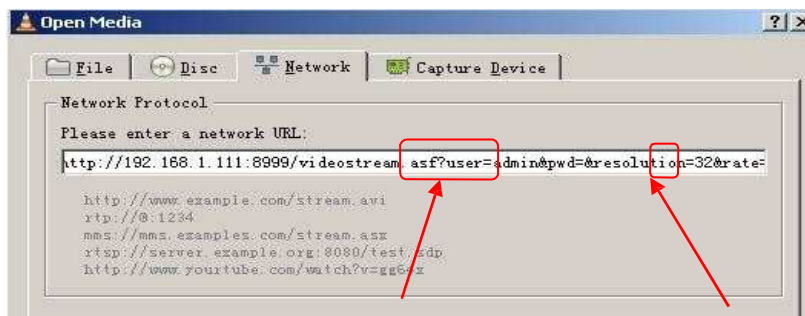 Open Media
File Disc Network Capture Device
Network Protocol
Please enter a network URL:
http://192.168.1.111:8999/videostream.asf?user=admin&pwd=&resolution=32&rate=
http://www.example.com/stream.avi
rtp://@:1234
mms://mms.examples.com/stream.asx
rtsp://server.example.org:8080/test.sdp
http://www.yourtube.com/watch?v=gg64x